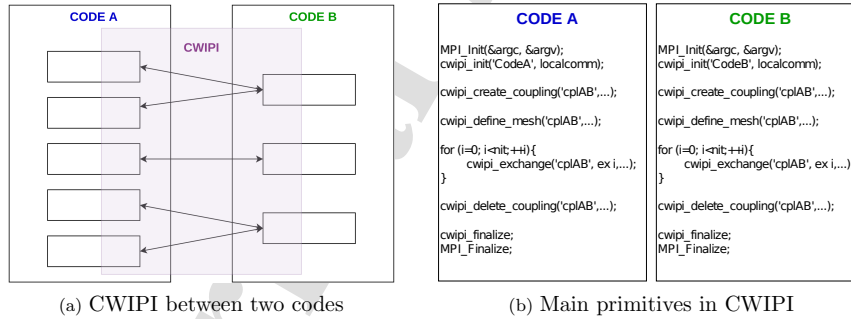 CODE A
CODE B
CWIPI
(a) CWIPI between two codes
CODE A
MPI_Init(&argc, &argv);
cwipi_init('CodeA', localcomm);
cwipi_create_coupling('cplAB',...);
cwipi_define_mesh('cplAB',...);
for (i=0; i<nit;++i){
cwipi_exchange('cplAB', ex i,...);
}
cwipi_delete_coupling('cplAB',...);
cwipi_finalize;
MPI_Finalize;
CODE B
MPI_Init(&argc, &argv);
cwipi_init('CodeB', localcomm);
cwipi_create_coupling('cplAB',...);
cwipi_define_mesh('cplAB',...);
for (i=0; i<nit;++i){
cwipi_exchange('cplAB', ex i,...)
}
cwipi_delete_coupling('cplAB',...);
cwipi_finalize;
MPI_Finalize;
(b) Main primitives in CWIPI